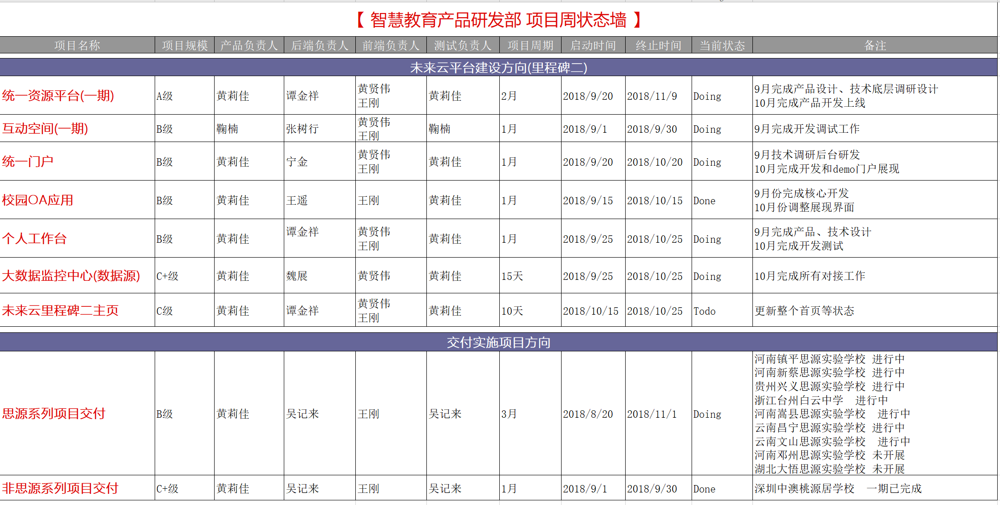 【 智慧教育产品研发部 项目周状态墙 】
项目名称 项目规模 产品负责人 后端负责人 前端负责人 测试负责人 项目周期 启动时间 终止时间 当前状态 备注
未来云平台建设方向(里程碑二)
统一资源平台(一期) A级 黄莉佳 谭金祥 黄贤伟 王刚 黄莉佳 2月 2018/9/20 2018/11/9 Doing 9月完成产品设计、技术底层调研设计
10月完成产品开发上线
互动空间(一期) B级 鞠楠 张树行 黄贤伟 王刚 鞠楠 1月 2018/9/1 2018/9/30 Doing 9月完成开发调试工作
统一门户 B级 黄莉佳 宁金 黄贤伟 王刚 黄莉佳 1月 2018/9/20 2018/10/20 Doing 9月技术调研后台研发
10月完成开发和demo门户展现
校园OA应用 B级 黄莉佳 王遥 王刚 黄莉佳 1月 2018/9/15 2018/10/15 Done 9月份完成核心开发
10月份调整展现界面
个人工作台 B级 黄莉佳 谭金祥 黄贤伟 王刚 黄莉佳 1月 2018/9/25 2018/10/25 Doing 9月完成产品、技术设计
10月完成开发测试
大数据监控中心(数据源) C+级 黄莉佳 魏展 黄贤伟 黄莉佳 15天 2018/9/25 2018/10/25 Doing 10月完成所有对接工作
未来云里程碑二主页 C级 黄莉佳 谭金祥 黄贤伟 王刚 黄莉佳 10天 2018/10/15 2018/10/25 Todo 更新整个首页等状态
交付实施项目方向
思源系列项目交付 B级 黄莉佳 吴记来 王刚 吴记来 3月 2018/8/20 2018/11/1 Doing 河南镇平思源实验学校 进行中
河南新蔡思源实验学校 进行中
贵州兴义思源实验学校 进行中
浙江台州白云中学 进行中
河南嵩县思源实验学校 进行中
云南昌宁思源实验学校 进行中
云南文山思源实验学校 进行中
河南邓州思源实验学校 未开展
湖北大悟思源实验学校 未开展
非思源系列项目交付 C+级 黄莉佳 吴记来 王刚 吴记来 1月 2018/9/1 2018/9/30 Done 深圳中澳桃源居学校 一期已完成